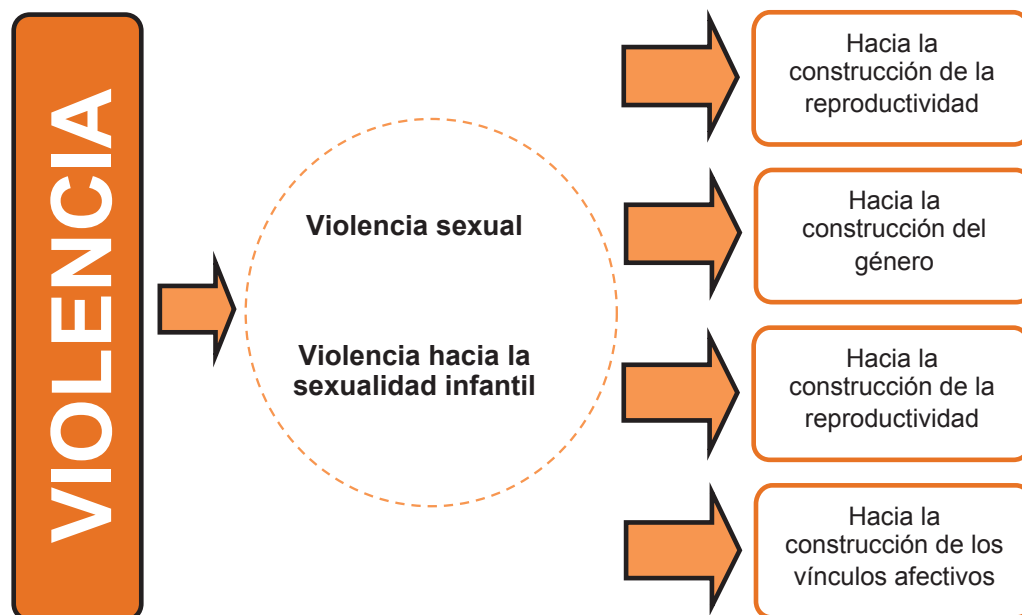 VIOLENCIA
Violencia sexual
Violencia hacia la
sexualidad infantil
Hacia la
construcción de la
reproductividad
Hacia la
construcción del
género
Hacia la
construcción de la
reproductividad
Hacia la
construcción de los
vínculos afectivos